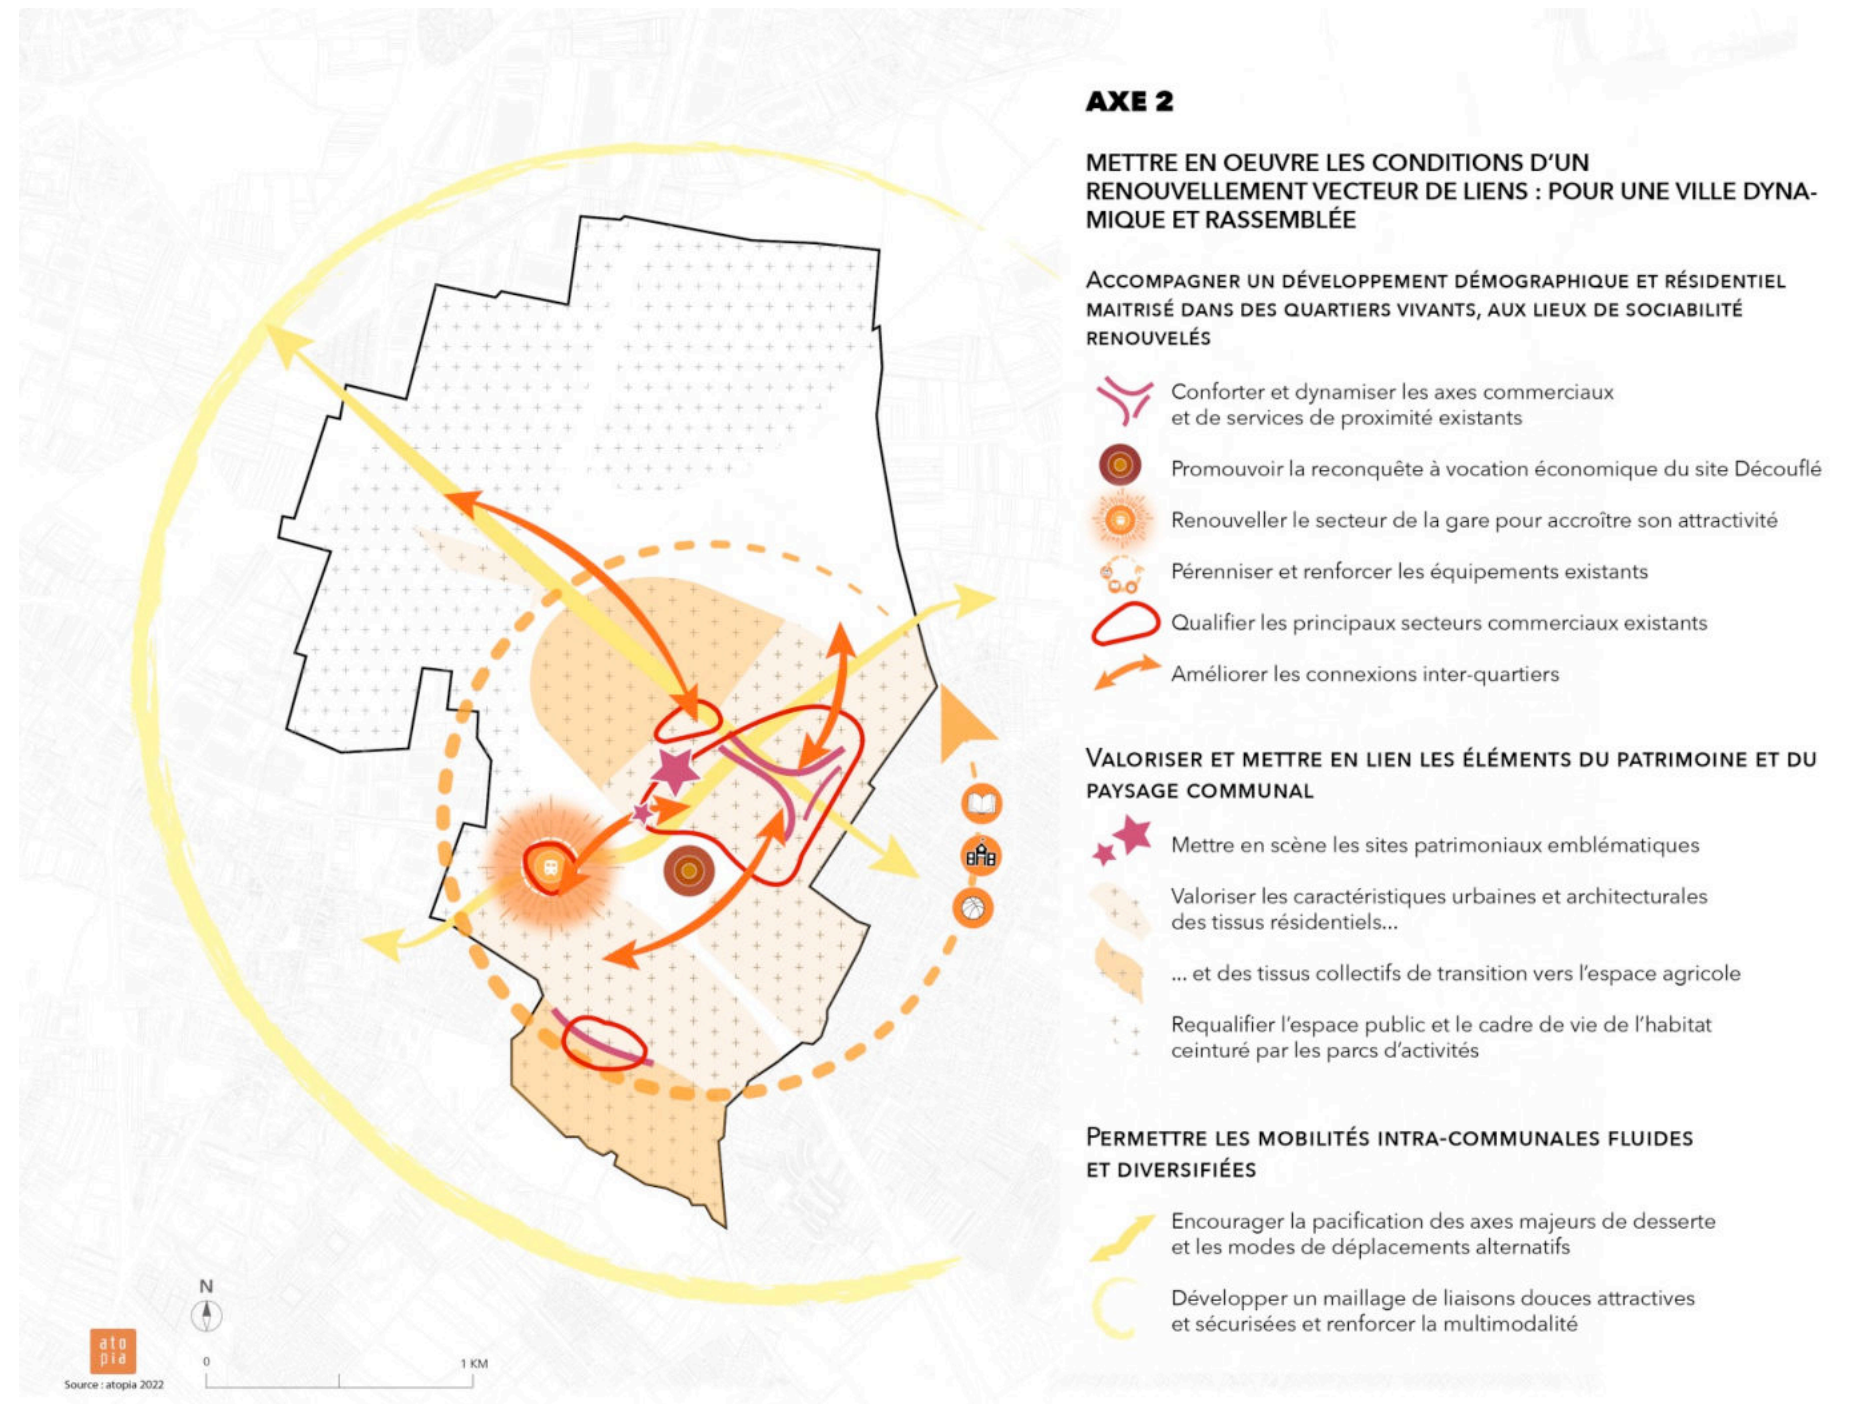 AXE 2
METTRE EN OEUVRE LES CONDITIONS D'UN
RENOUVELLEMENT VECTEUR DE LIENS : POUR UNE VILLE DYNA-
MIQUE ET RASSEMBLÉE
ACCOMPAGNER UN DÉVELOPPEMENT DÉMOGRAPHIQUE ET RÉSIDENTIEL
MAITRISÉ DANS DES QUARTIERS VIVANTS, AUX LIEUX DE SOCIABILITÉ
RENOUVELÉS
Conforter et dynamiser les axes commerciaux
et de services de proximité existants
Promouvoir la reconquête à vocation économique du site Découflé
Renouveller le secteur de la gare pour accroître son attractivité
Pérenniser et renforcer les équipements existants
Qualifier les principaux secteurs commerciaux existants
Améliorer les connexions inter-quartiers
VALORISER ET METTRE EN LIEN LES ÉLÉMENTS DU PATRIMOINE ET DU
PAYSAGE COMMUNAL
Mettre en scène les sites patrimoniaux emblématiques
Valoriser les caractéristiques urbaines et architecturales
des tissus résidentiels...
... et des tissus collectifs de transition vers l'espace agricole
Requalifier l'espace public et le cadre de vie de l'habitat
ceinturé par les parcs d'activités
PERMETTRE LES MOBILITÉS INTRA-COMMUNALES FLUIDES
ET DIVERSIFIÉES
Encourager la pacification des axes majeurs de desserte
et les modes de déplacements alternatifs
Développer un maillage de liaisons douces attractives
et sécurisées et renforcer la multimodalité
N
0
1 KM
ato
pia
Source : atopia 2022